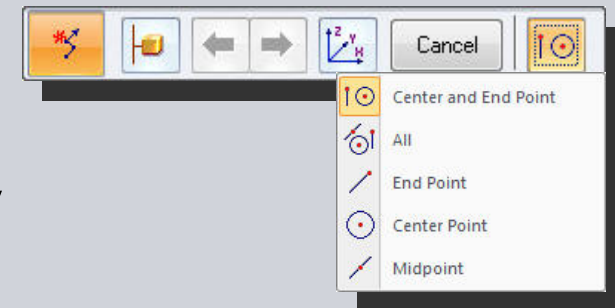 Cancel
Center and End Point
All
End Point
Center Point
Midpoint